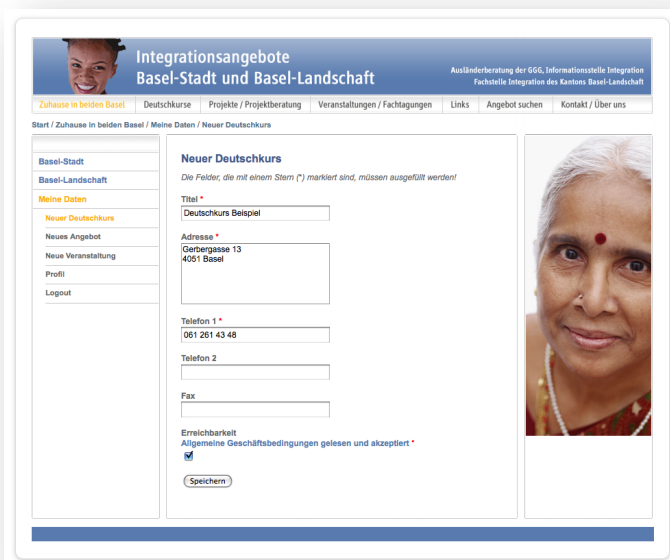 Integrationsangebote
Basel-Stadt und Basel-Landschaft
Ausländerberatung der GGG, Informationsstelle Integration
Fachstelle Integration des Kantons Basel-Landschaft
Zuhause in beiden Basel Deutschkurse Projekte / Projektberatung Veranstaltungen / Fachtagungen Links Angebot suchen Kontakt / Über uns
Start / Zuhause in beiden Basel / Meine Daten / Neuer Deutschkurs
Basel-Stadt
Basel-Landschaft
Meine Daten
Neuer Deutschkurs
Neues Angebot
Neue Veranstaltung
Profil
Logout
Neuer Deutschkurs
Die Felder, die mit einem Stern (*) markiert sind, müssen ausgefüllt werden!
Titel *
Deutschkurs Beispiel
Adresse *
Gerbergasse 13
4051 Basel
Telefon 1 *
061 261 43 48
Telefon 2
Fax
Erreichbarkeit
Allgemeine Geschäftsbedingungen gelesen und akzeptiert *
Speichern